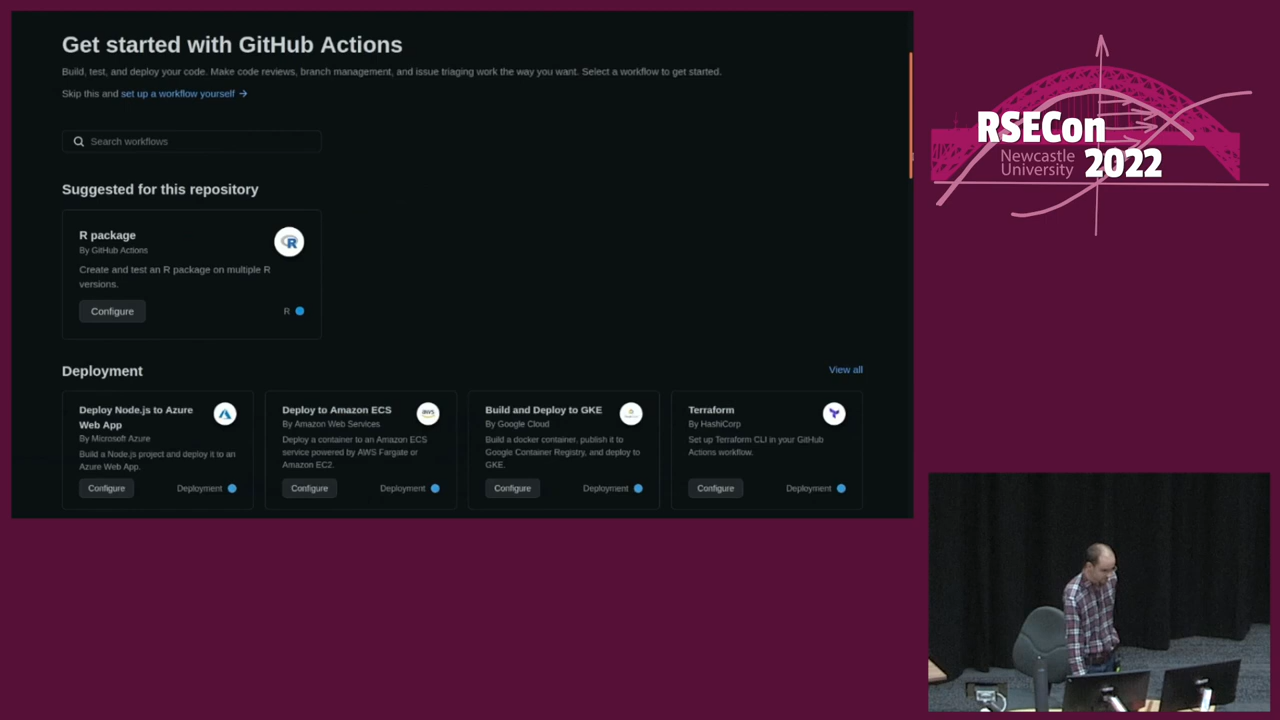 Get started with GitHub Actions
Build, test, and deploy your code. Make code reviews, branch management, and issue triaging work the way you want. Select a workflow to get started.
Skip this and set up a workflow yourself →
Search workflows
Suggested for this repository
R package
By GitHub Actions
Create and test an R package on multiple R
versions.
Configure
R
R
Deployment
View all
Deploy Node.js to Azure
Web App
By Microsoft Azure
Build a Node.js project and deploy it to an
Azure Web App.
Configure
Deployment
Deploy to Amazon ECS
aws
By Amazon Web Services
Deploy a container to an Amazon ECS
service powered by AWS Fargate or
Amazon EC2.
Configure
Deployment
Build and Deploy to GKE
By Google Cloud
Build a docker container, publish it to
Google Container Registry, and deploy to
GKE.
Configure
Deployment
Terraform
By HashiCorp
Set up Terraform CLI in your GitHub
Actions workflow.
Configure
Deployment
RSECon
Newcastle
University
2022